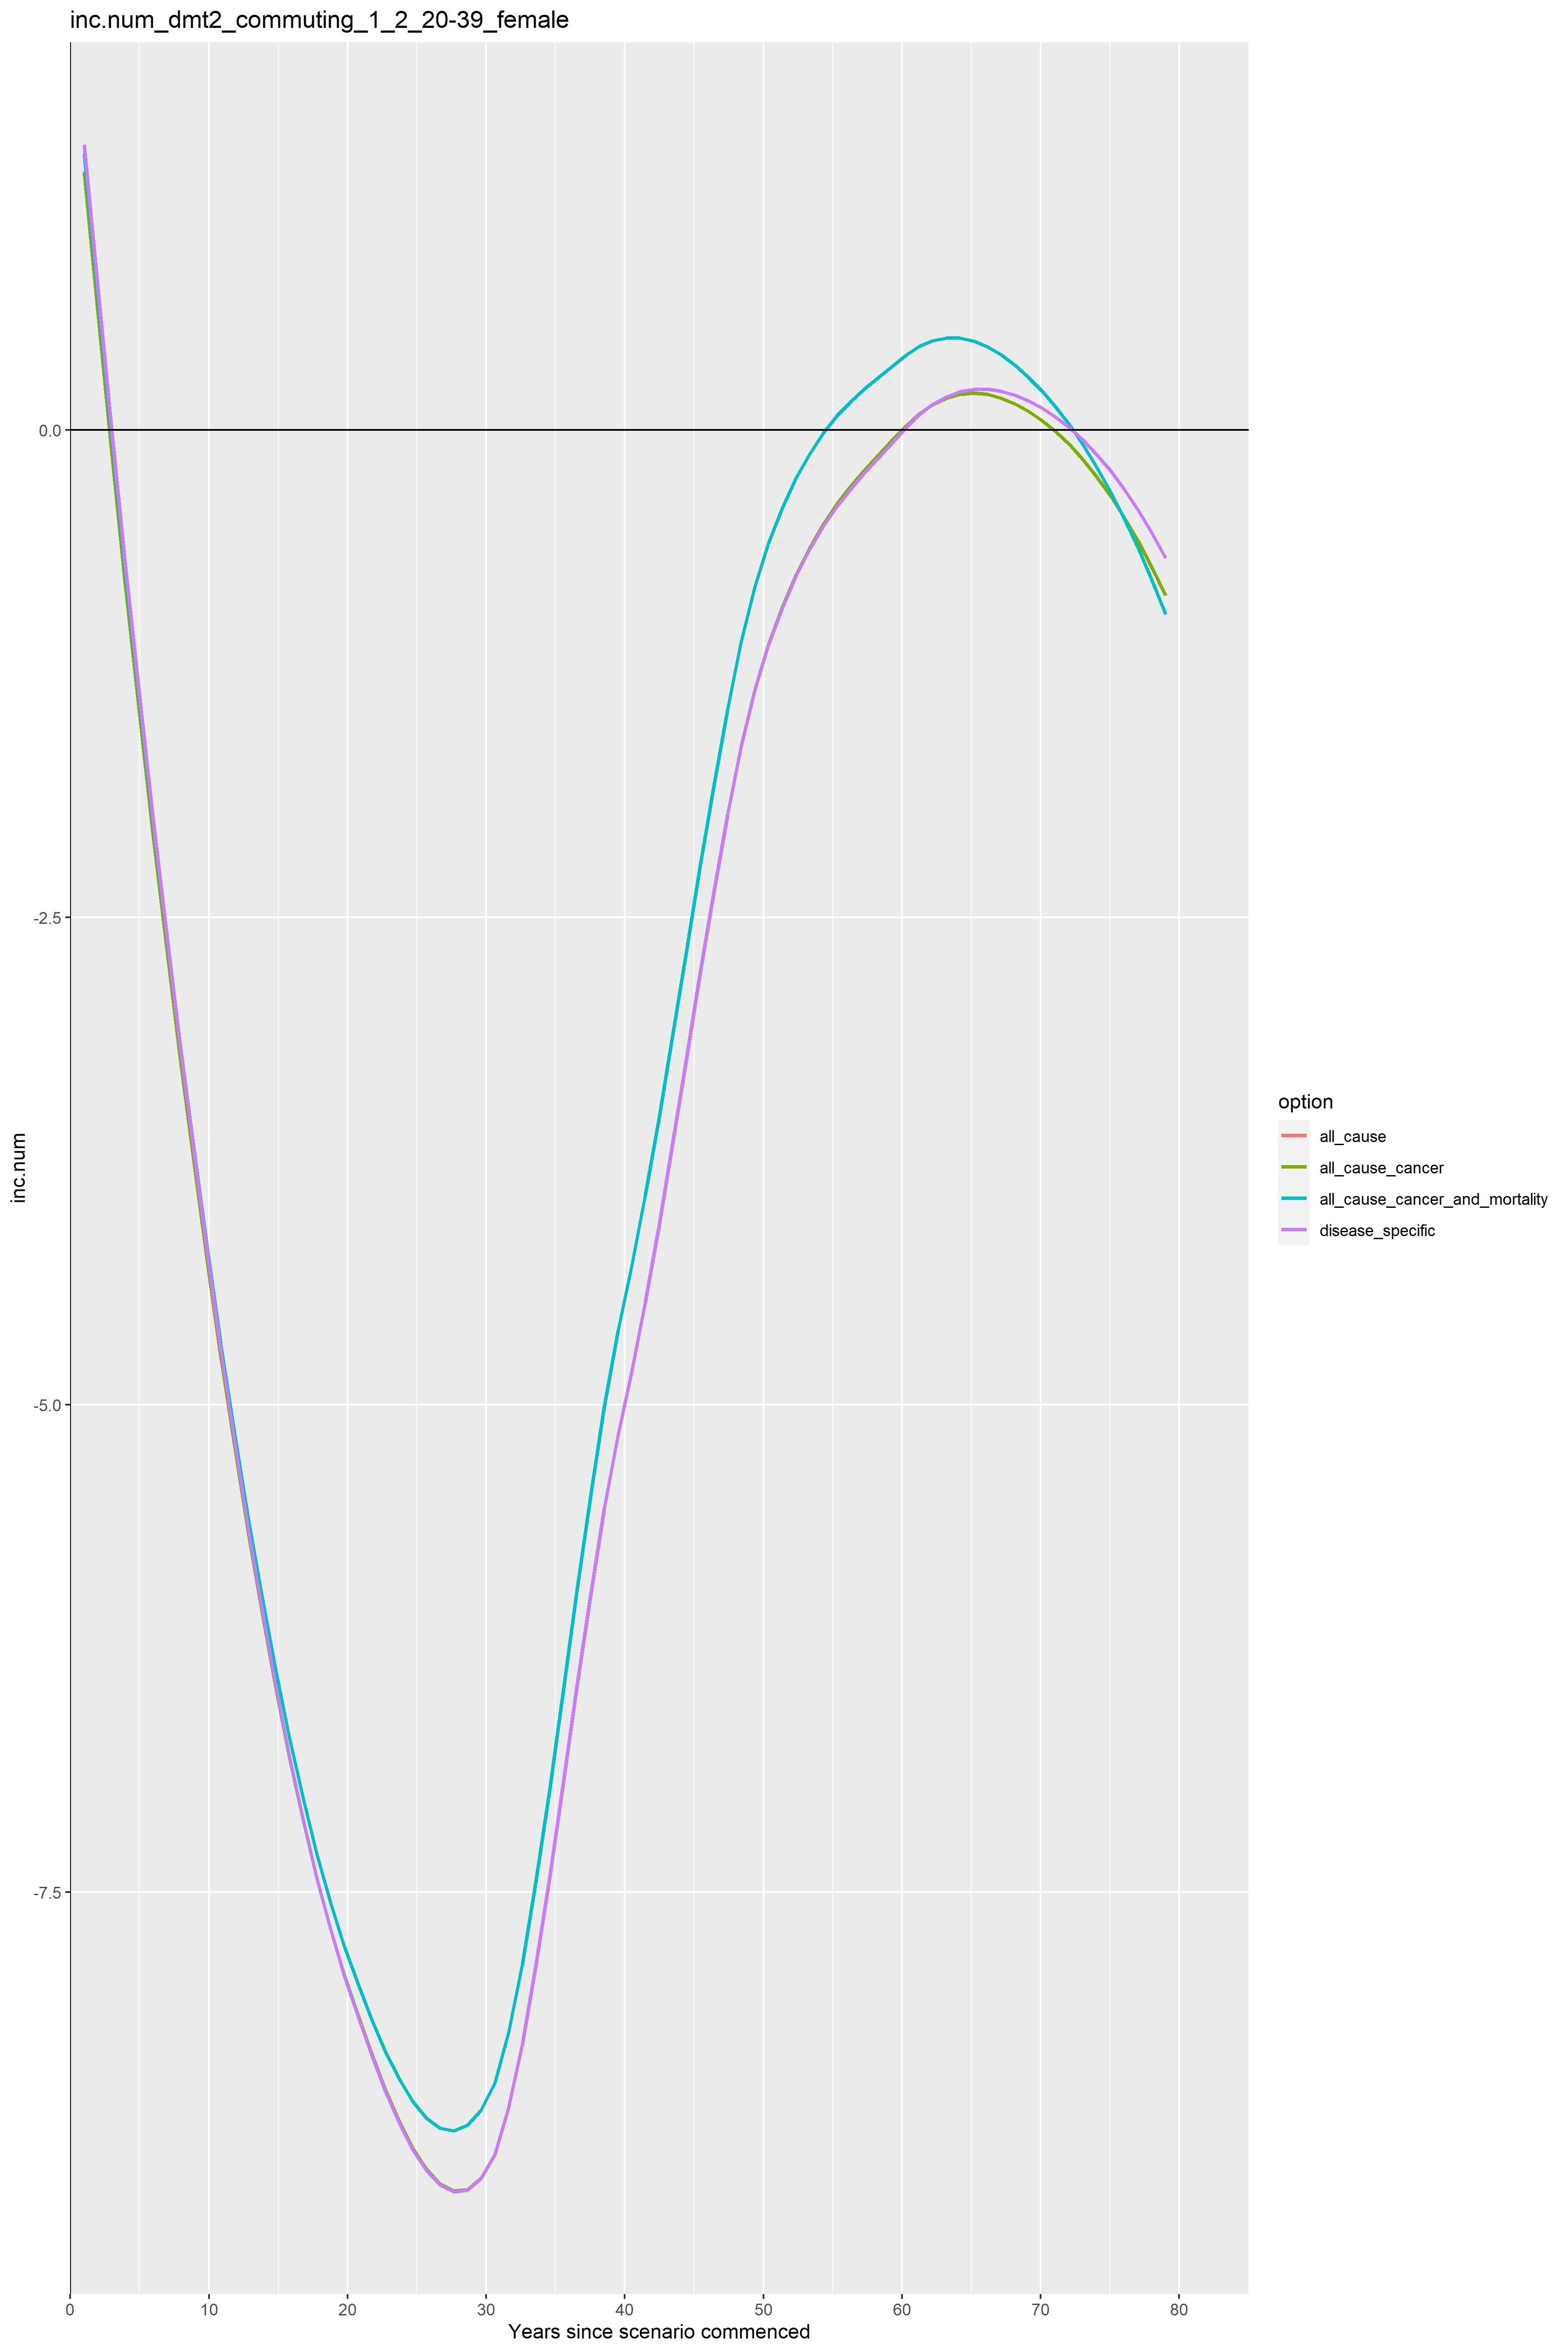 inc.num_dmt2_commuting_1_2_20-39_female
0.0
-2.5
-5.0
-7.5
inc.num
0 10 20 30 40 50 60 70 80
Years since scenario commenced
option
all_cause
all_cause_cancer
all_cause_cancer_and_mortality
disease_specific